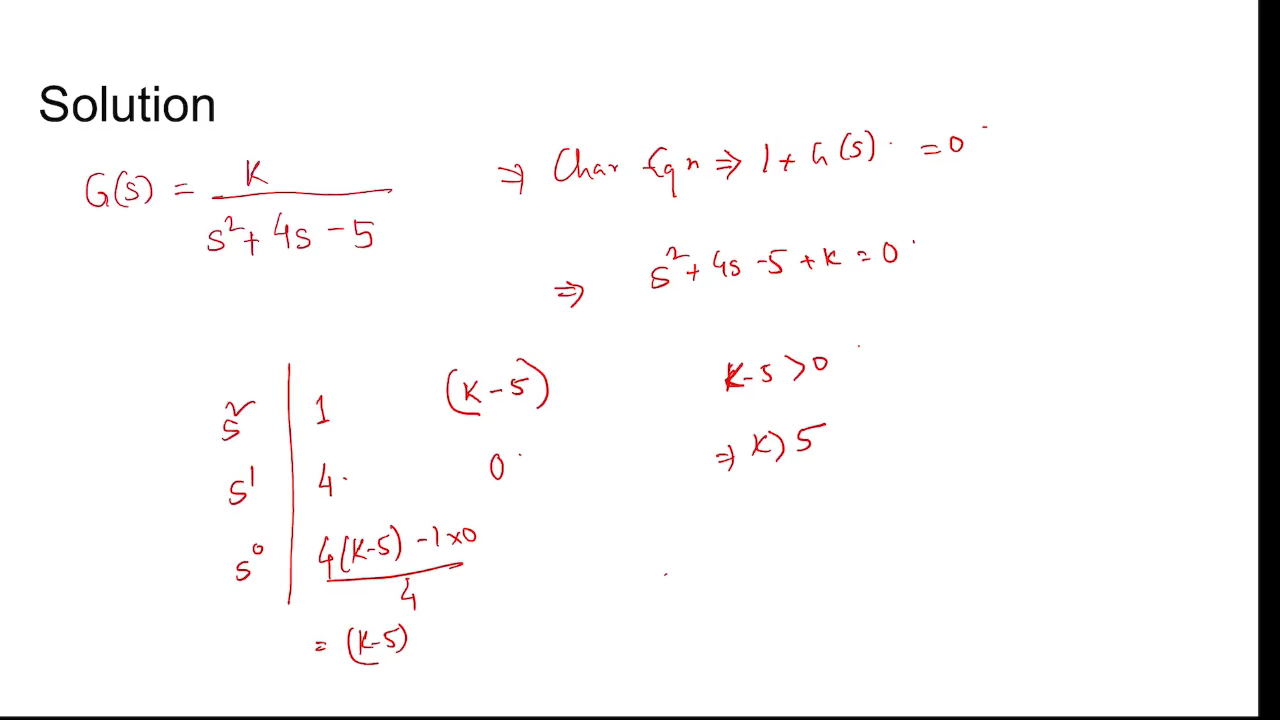 Solution
G(s) = K / (s² + 4s - 5) ⇒ Char Eqn ⇒ 1 + G(s) = 0
⇒ s² + 4s - 5 + K = 0
s² | 1 (K - 5)
s¹ | 4 0
s⁰ | (4(K-5) - 1×0) / 4
= (K-5)
K - 5 > 0
⇒ K > 5